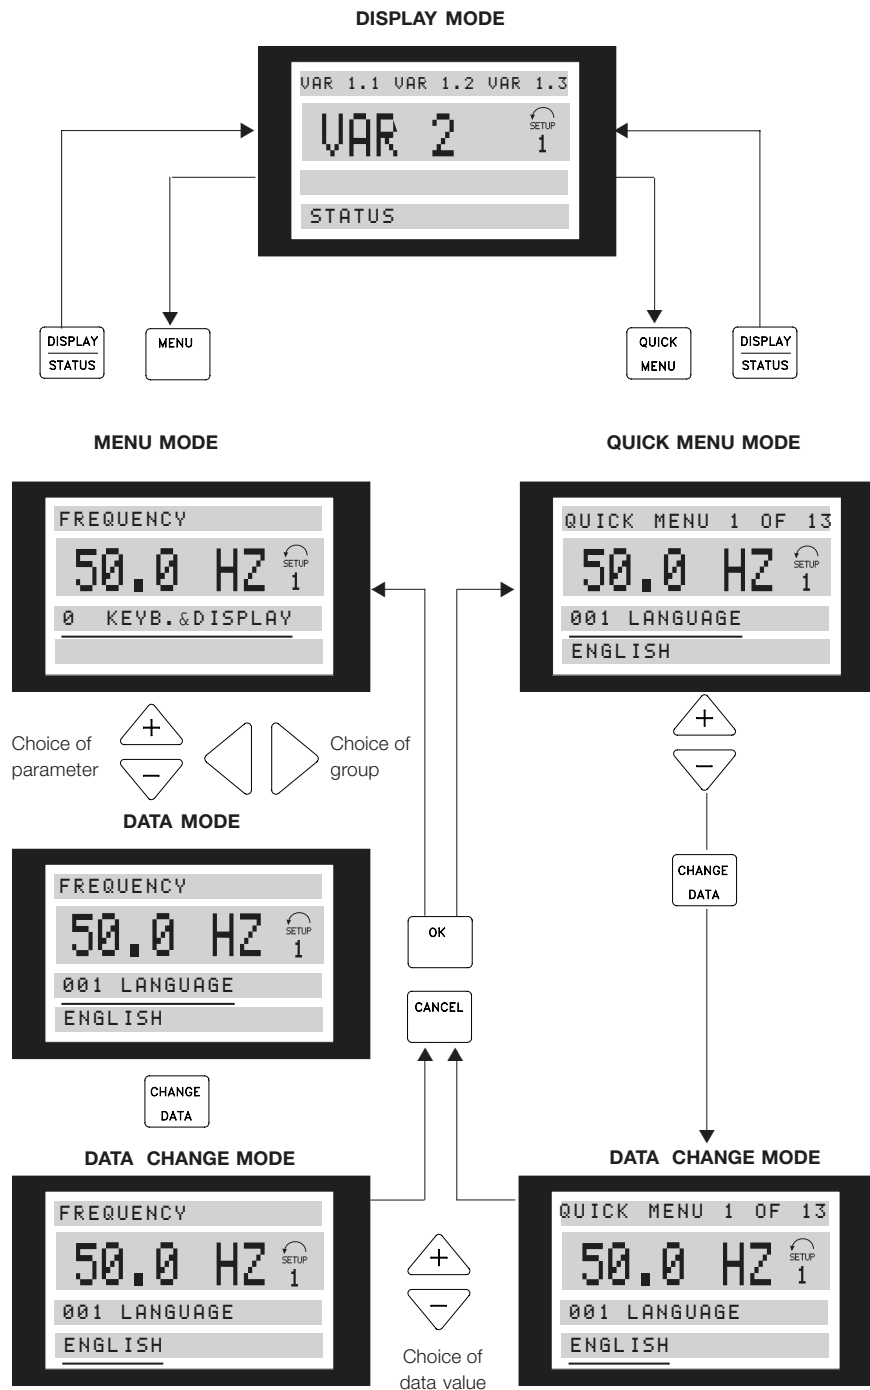 DISPLAY MODE
VAR 1.1 VAR 1.2 VAR 1.3
VAR 2
SETUP
1
STATUS
DISPLAY
STATUS
MENU
QUICK
MENU
DISPLAY
STATUS
MENU MODE
FREQUENCY
50.0 HZ
SETUP
1
0 KEYB.&DISPLAY
QUICK MENU MODE
QUICK MENU 1 OF 13
50.0 HZ
SETUP
1
001 LANGUAGE
ENGLISH
Choice of
parameter
+
−
Choice of
group
+
−
DATA MODE
FREQUENCY
50.0 HZ
SETUP
1
001 LANGUAGE
ENGLISH
OK
CANCEL
CHANGE
DATA
CHANGE
DATA
DATA CHANGE MODE
FREQUENCY
50.0 HZ
SETUP
1
001 LANGUAGE
ENGLISH
+
−
Choice of
data value
DATA CHANGE MODE
QUICK MENU 1 OF 13
50.0 HZ
SETUP
1
001 LANGUAGE
ENGLISH